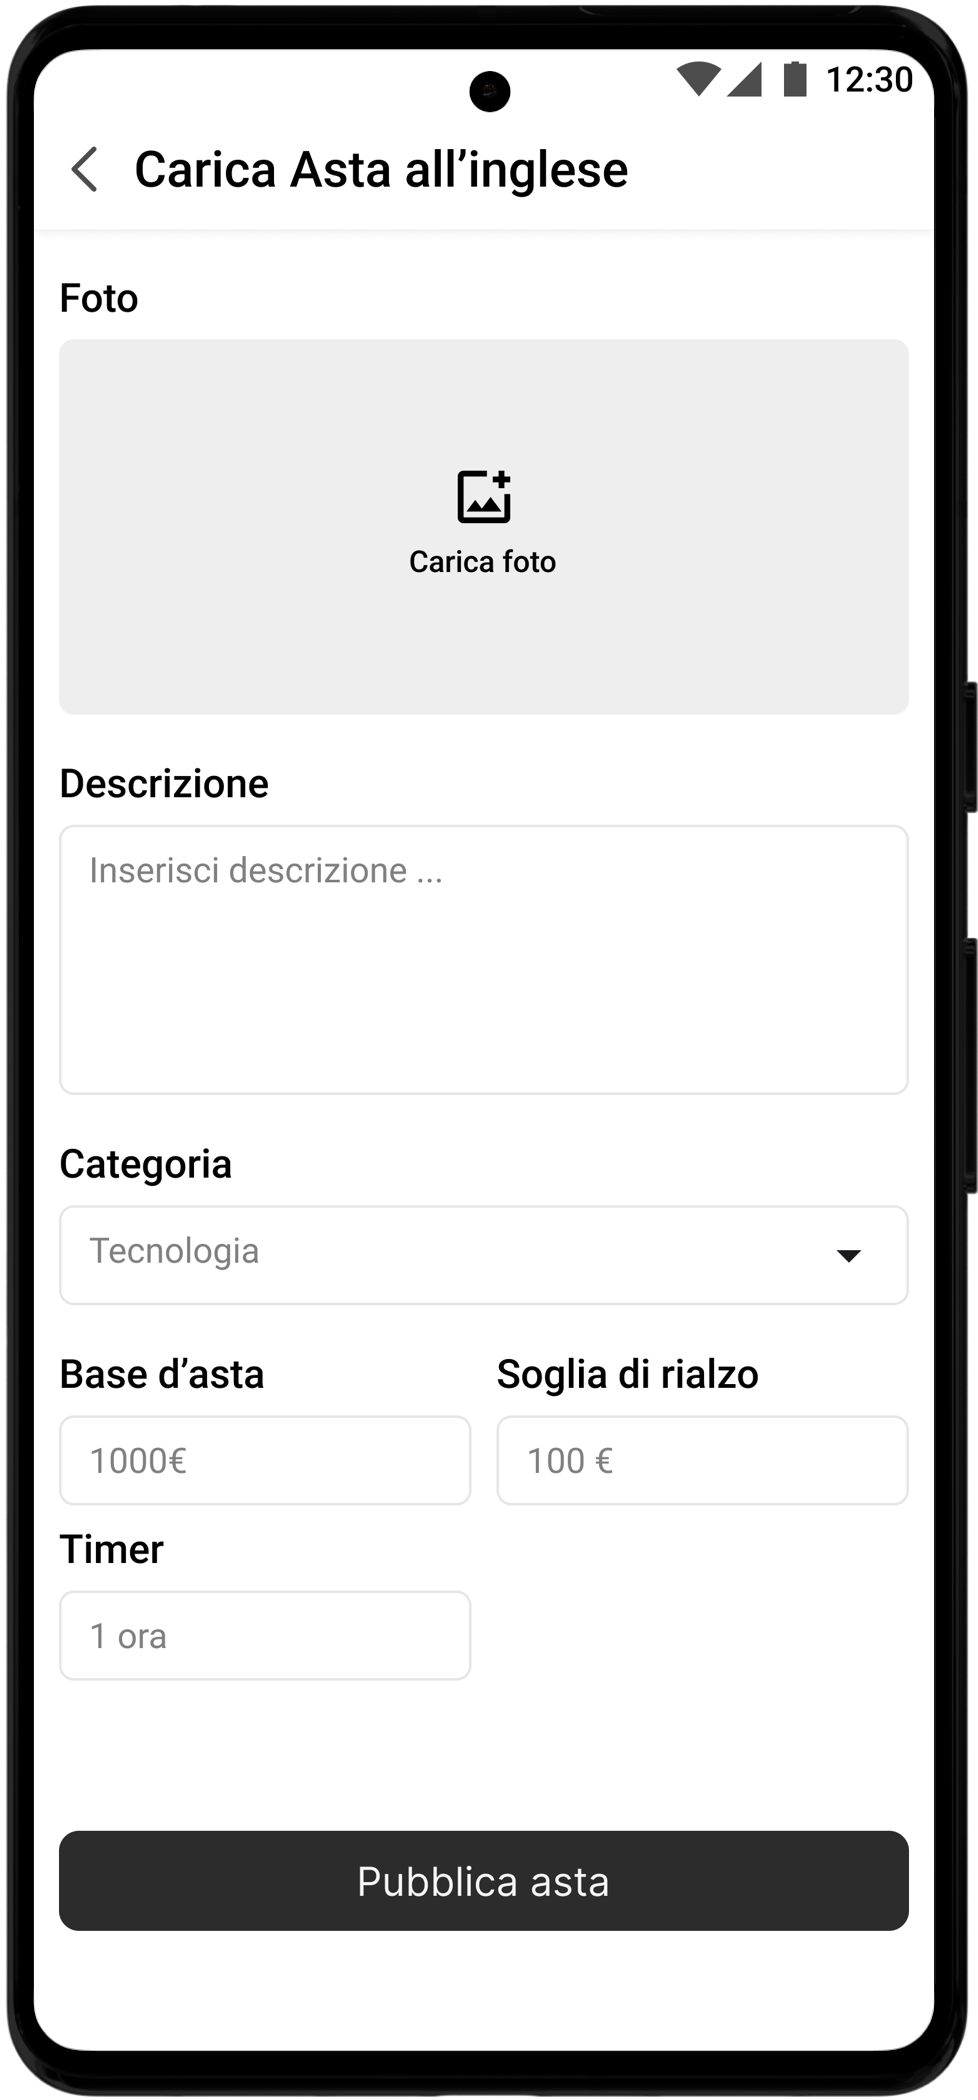 12:30
Carica Asta all’inglese
Foto
Carica foto
Descrizione
Inserisci descrizione ...
Categoria
Tecnologia
Base d’asta
Soglia di rialzo
1000€
100 €
Timer
1 ora
Pubblica asta